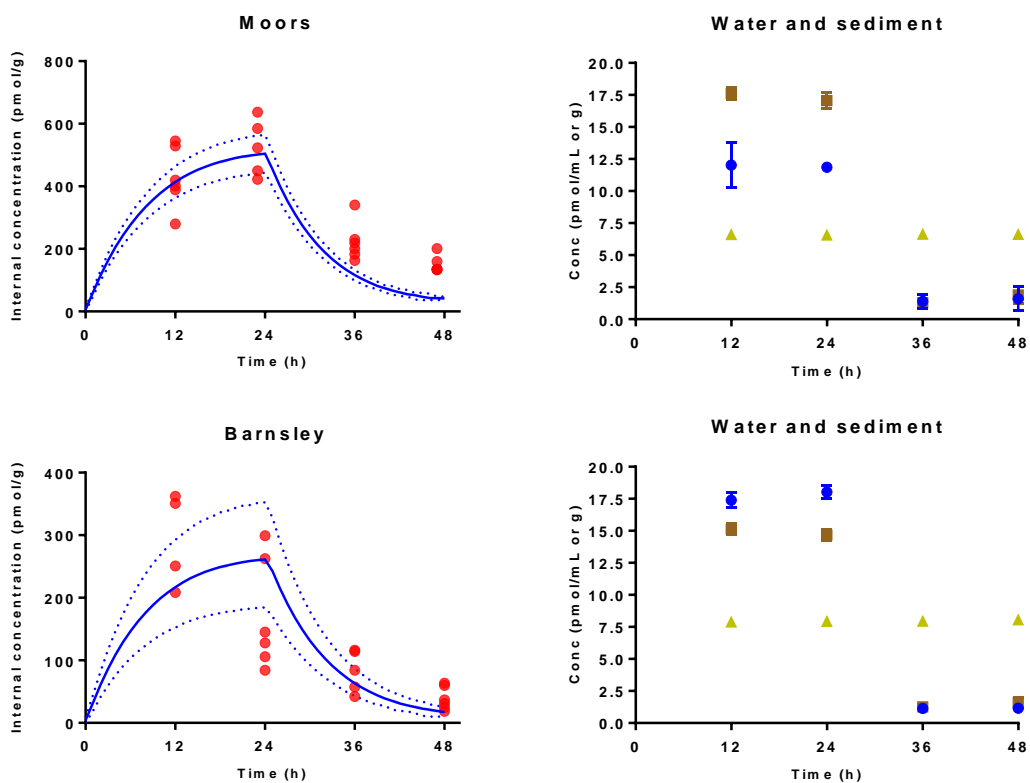 Moors
Internal concentration (pmol/g)
800
600
400
200
0
0 12 24 36 48
Time (h)
Water and sediment
Conc (pmol/mL or g)
20.0
17.5
15.0
12.5
10.0
7.5
5.0
2.5
0.0
0 12 24 36 48
Time (h)
Barnsley
Internal concentration (pmol/g)
400
300
200
100
0
0 12 24 36 48
Time (h)
Water and sediment
Conc (pmol/mL or g)
20.0
17.5
15.0
12.5
10.0
7.5
5.0
2.5
0.0
0 12 24 36 48
Time (h)